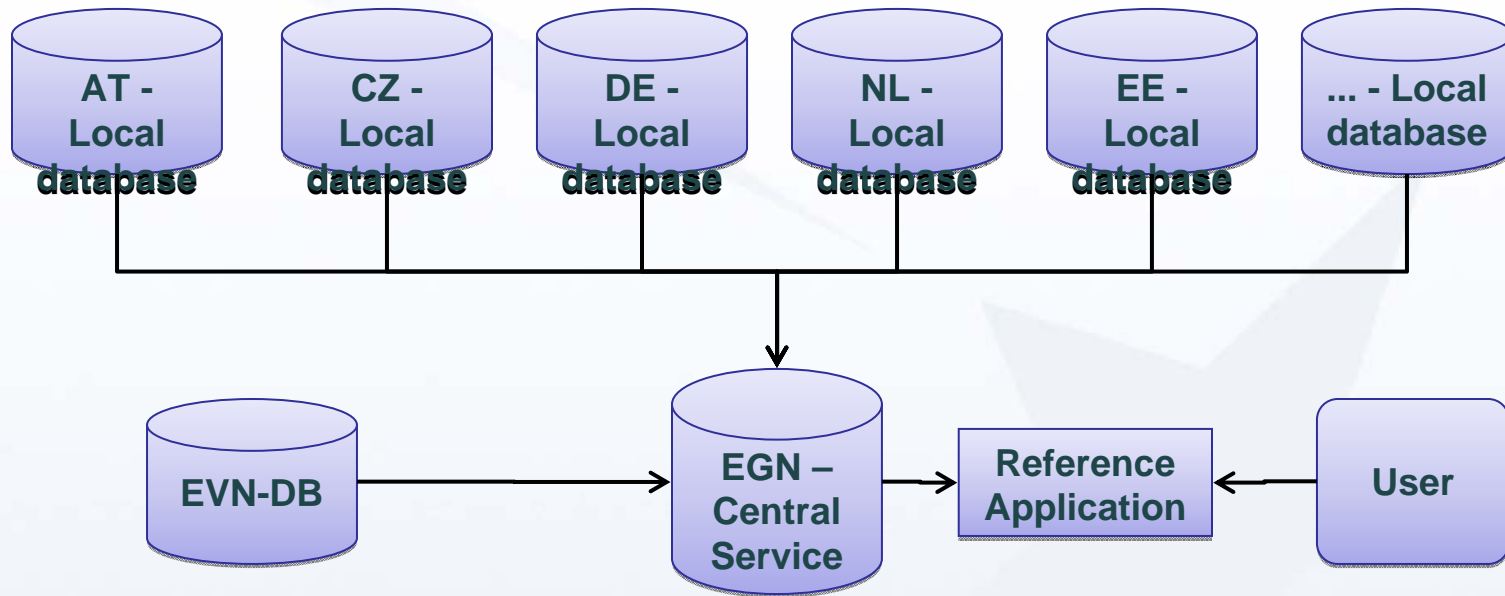 AT -
Local
database
CZ -
Local
database
DE -
Local
database
NL -
Local
database
EE -
Local
database
... - Local
database
EVN-DB
EGN –
Central
Service
Reference
Application
User